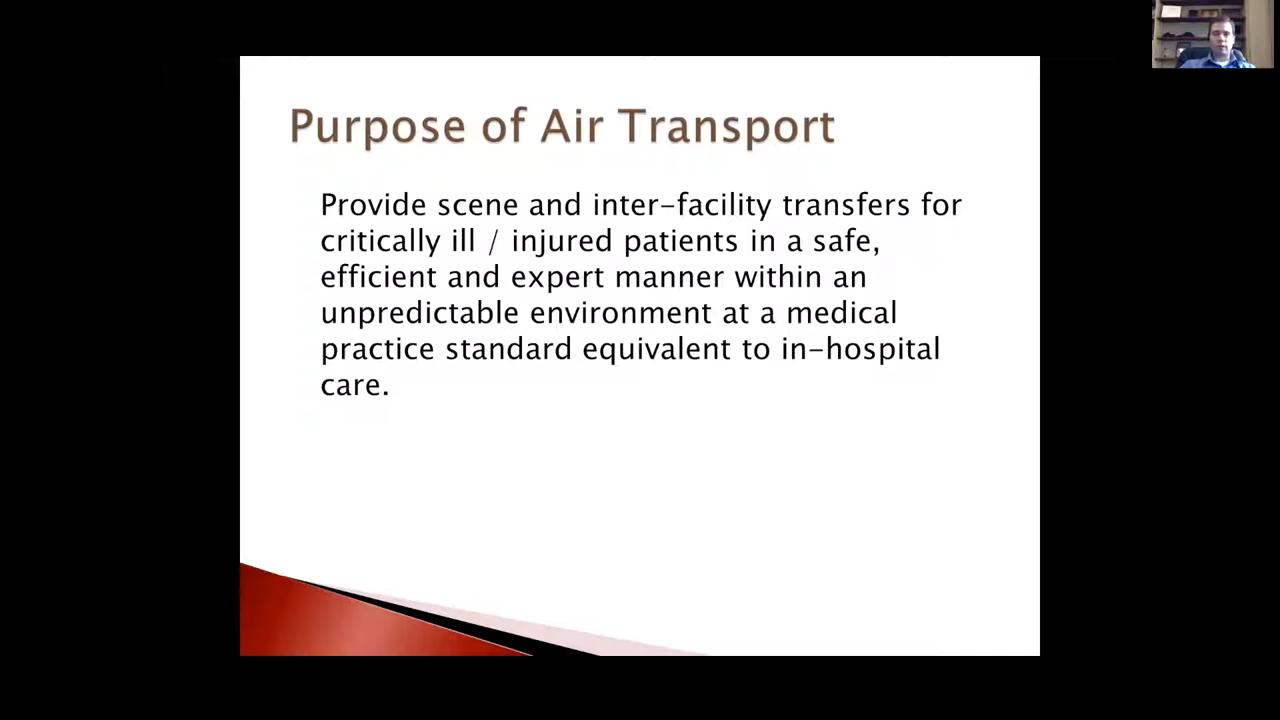 Purpose of Air Transport
Provide scene and inter-facility transfers for
critically ill / injured patients in a safe,
efficient and expert manner within an
unpredictable environment at a medical
practice standard equivalent to in-hospital
care.